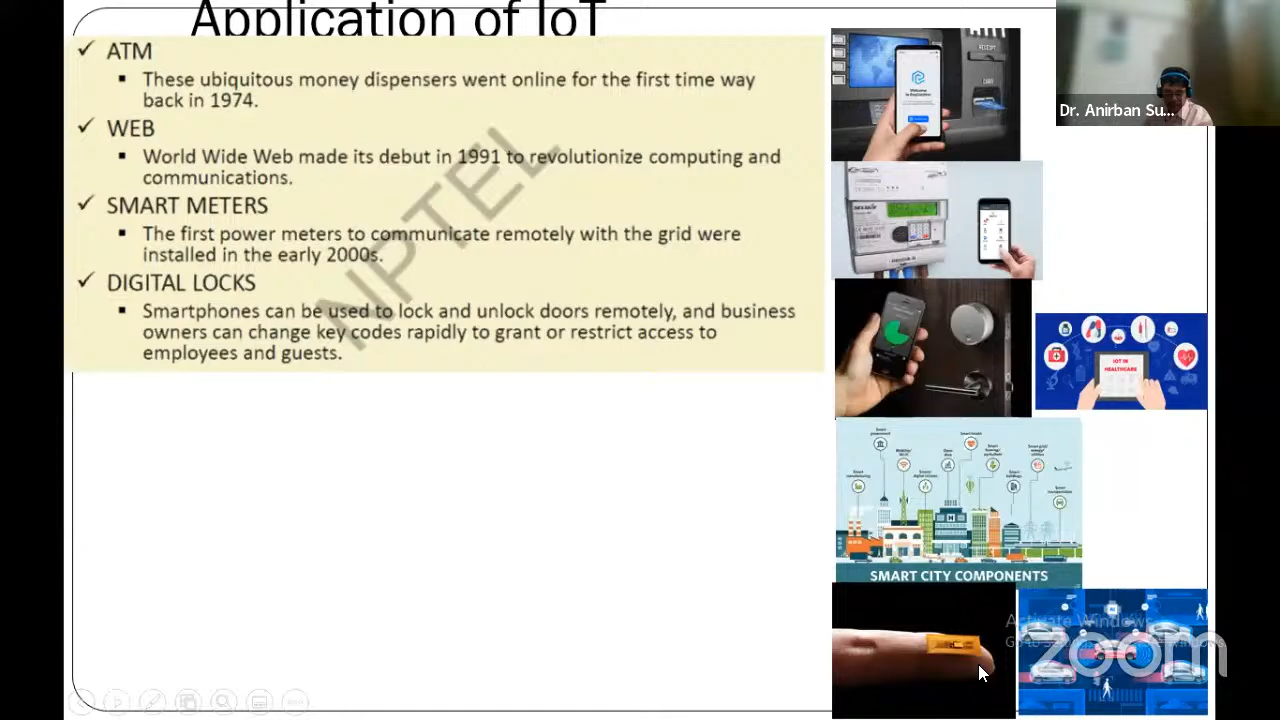 Application of IoT
✓ ATM
▪ These ubiquitous money dispensers went online for the first time way
back in 1974.
✓ WEB
▪ World Wide Web made its debut in 1991 to revolutionize computing and
communications.
✓ SMART METERS
▪ The first power meters to communicate remotely with the grid were
installed in the early 2000s.
✓ DIGITAL LOCKS
▪ Smartphones can be used to lock and unlock doors remotely, and business
owners can change key codes rapidly to grant or restrict access to
employees and guests.
NPTEL
RECEIPT
CARD
Dr. Anirban Su...
IOT IN
HEALTHCARE
SMART CITY COMPONENTS
Activate Windows
zoom